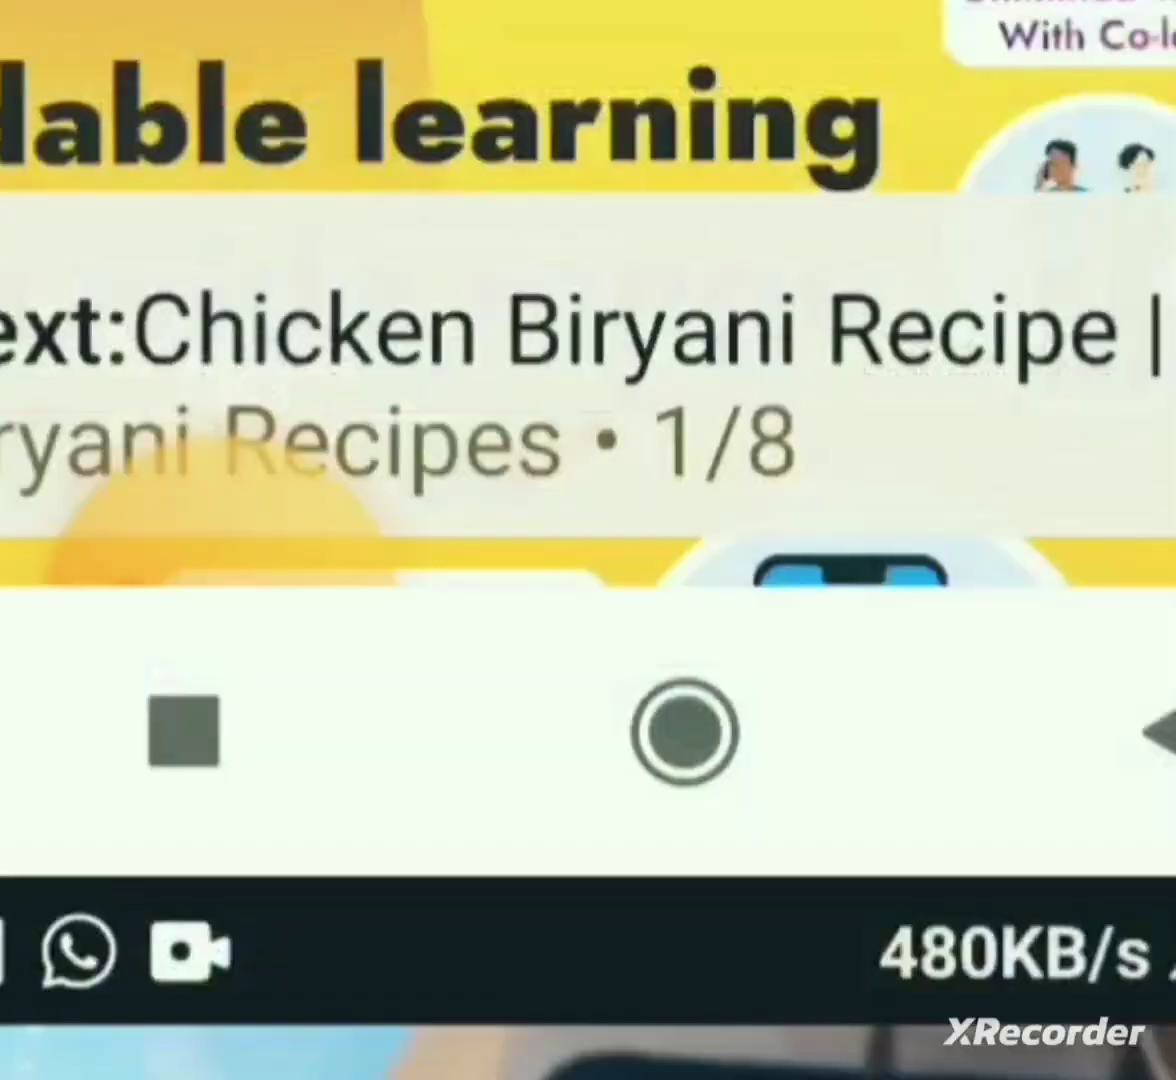 With Co-l
dable learning
ext:Chicken Biryani Recipe |
ryani Recipes • 1/8
480KB/s
XRecorder